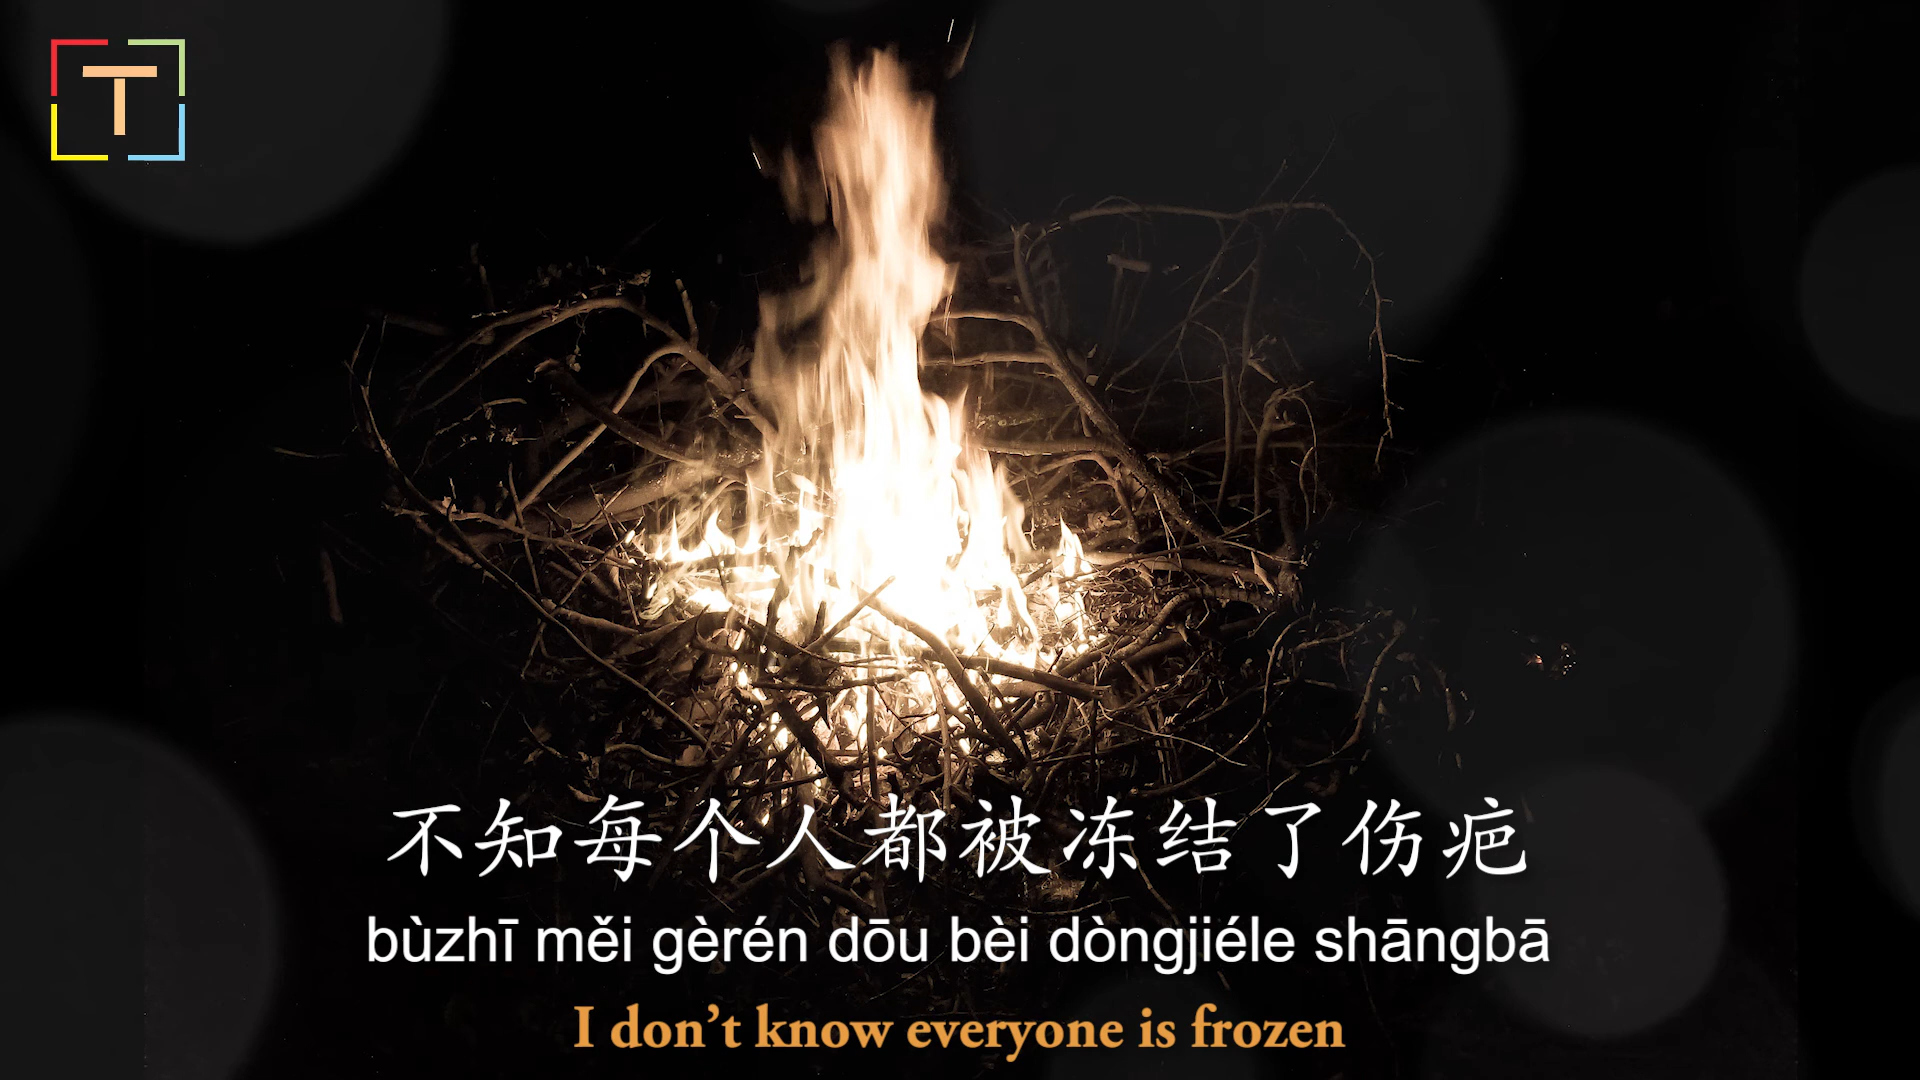 T
不知每个人都被冻结了伤疤
bùzhī měi gèrén dōu bèi dòngjiéle shāngbā
I don’t know everyone is frozen